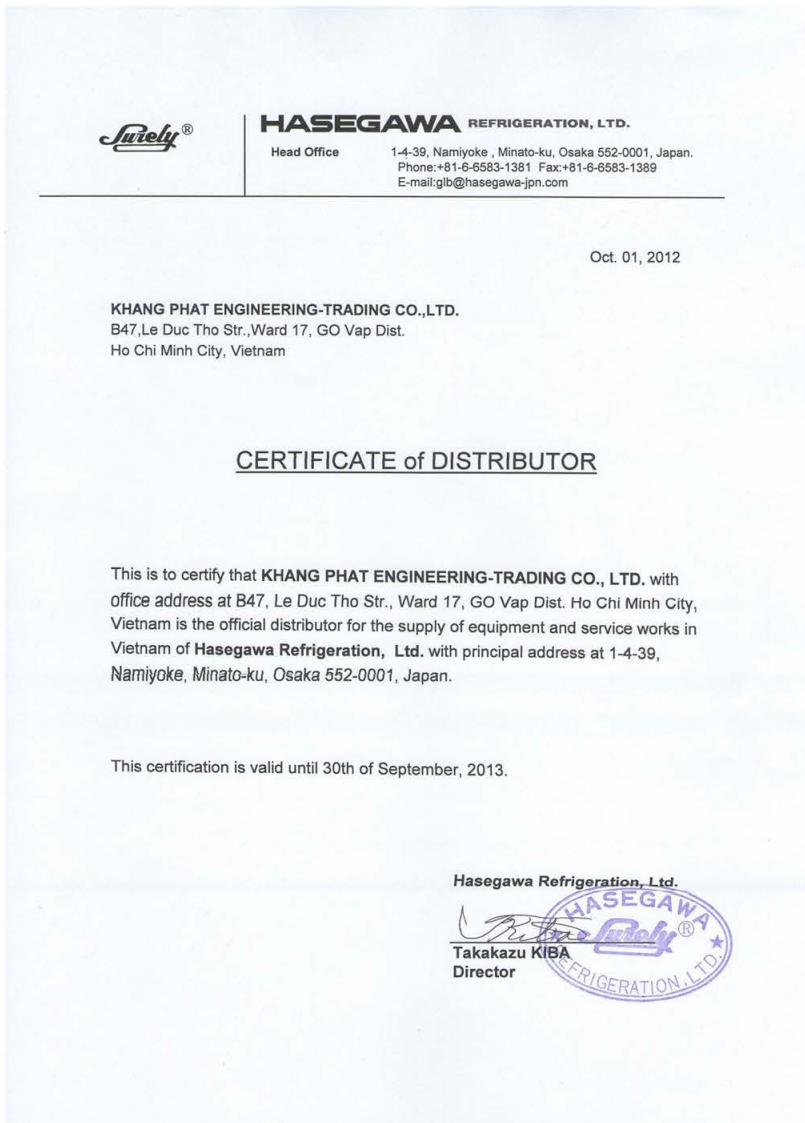 Surely®
HASEGAWA REFRIGERATION, LTD.
Head Office 1-4-39, Namiyoke , Minato-ku, Osaka 552-0001, Japan.
Phone:+81-6-6583-1381 Fax:+81-6-6583-1389
E-mail:glb@hasegawa-jpn.com
Oct. 01, 2012
KHANG PHAT ENGINEERING-TRADING CO.,LTD.
B47,Le Duc Tho Str.,Ward 17, GO Vap Dist.
Ho Chi Minh City, Vietnam
CERTIFICATE of DISTRIBUTOR
This is to certify that KHANG PHAT ENGINEERING-TRADING CO., LTD. with
office address at B47, Le Duc Tho Str., Ward 17, GO Vap Dist. Ho Chi Minh City,
Vietnam is the official distributor for the supply of equipment and service works in
Vietnam of Hasegawa Refrigeration, Ltd. with principal address at 1-4-39,
Namiyoke, Minato-ku, Osaka 552-0001, Japan.
This certification is valid until 30th of September, 2013.
Hasegawa Refrigeration, Ltd.
Takakazu KIBA
Director
HASEGAWA
Surely®
REFRIGERATION, LTD.